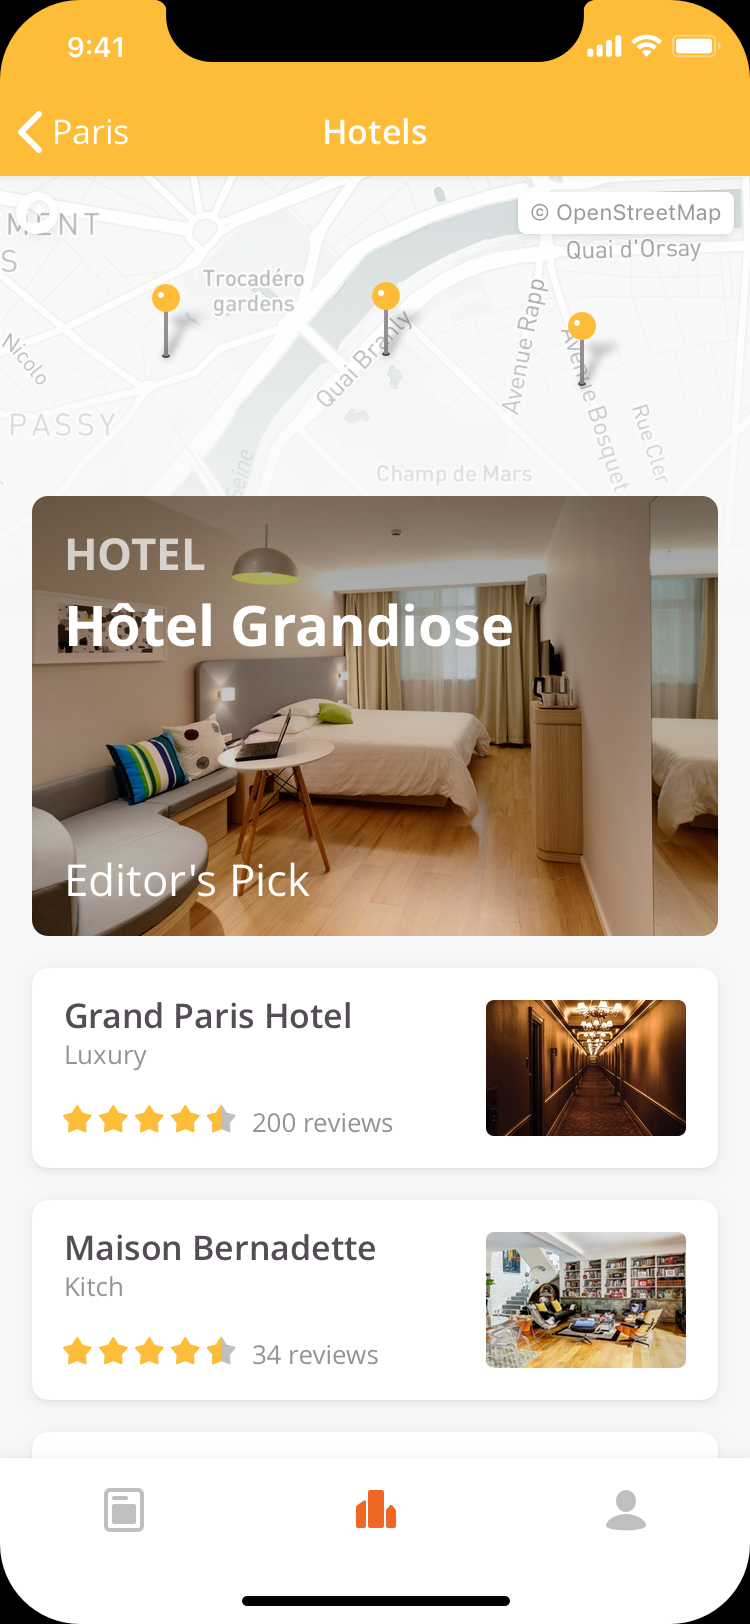 9:41
Paris
Hotels
© OpenStreetMap
MENT
S
Quai d'Orsay
Trocadéro
gardens
Nicolo
Quai Branly
Avenue Rapp
Avenue Bosquet
Rue Cler
PASSY
Seine
Champ de Mars
HOTEL
Hôtel Grandiose
Editor's Pick
Grand Paris Hotel
Luxury
200 reviews
Maison Bernadette
Kitch
34 reviews